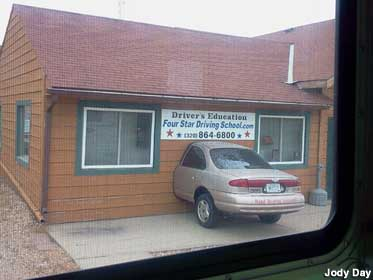 Driver's Education
Four Star Driving School.com
(320) 864-6800
Jody Day